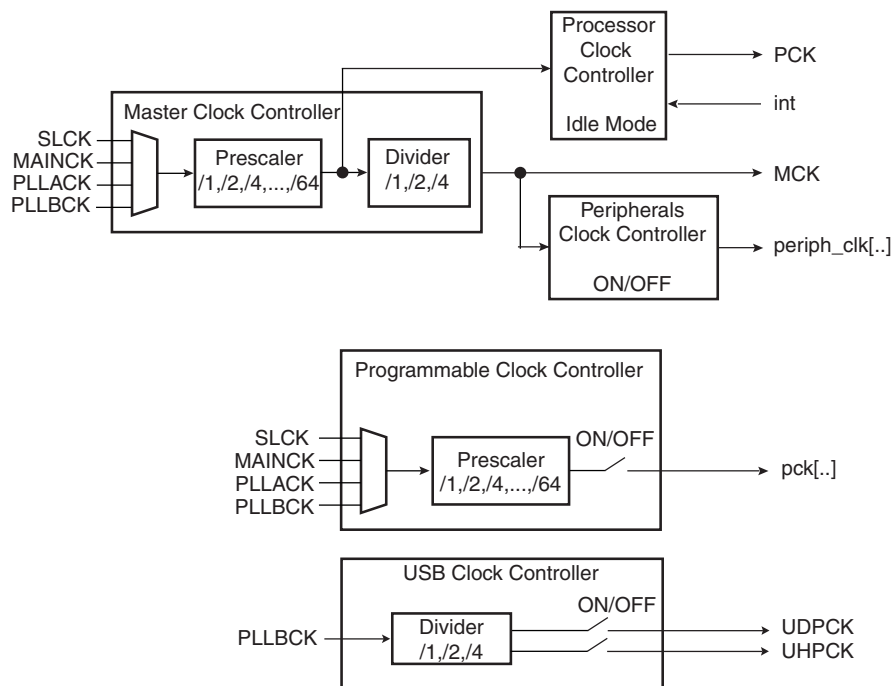 Processor
Clock
Controller
Idle Mode
PCK
int
Master Clock Controller
SLCK
MAINCK
PLLACK
PLLBCK
Prescaler
/1,/2,/4,...,/64
Divider
/1,/2,/4
MCK
Peripherals
Clock Controller
ON/OFF
periph_clk[..]
Programmable Clock Controller
SLCK
MAINCK
PLLACK
PLLBCK
Prescaler
/1,/2,/4,...,/64
ON/OFF
pck[..]
USB Clock Controller
ON/OFF
PLLBCK
Divider
/1,/2,/4
UDPCK
UHPCK